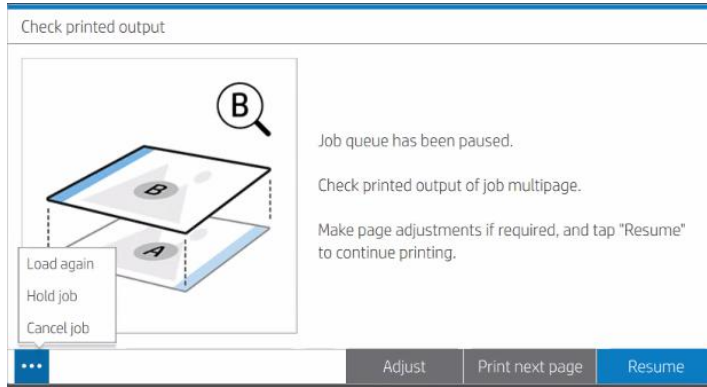 Check printed output
B
B
A
Job queue has been paused.
Check printed output of job multipage.
Make page adjustments if required, and tap "Resume"
to continue printing.
Load again
Hold job
Cancel job
Adjust
Print next page
Resume